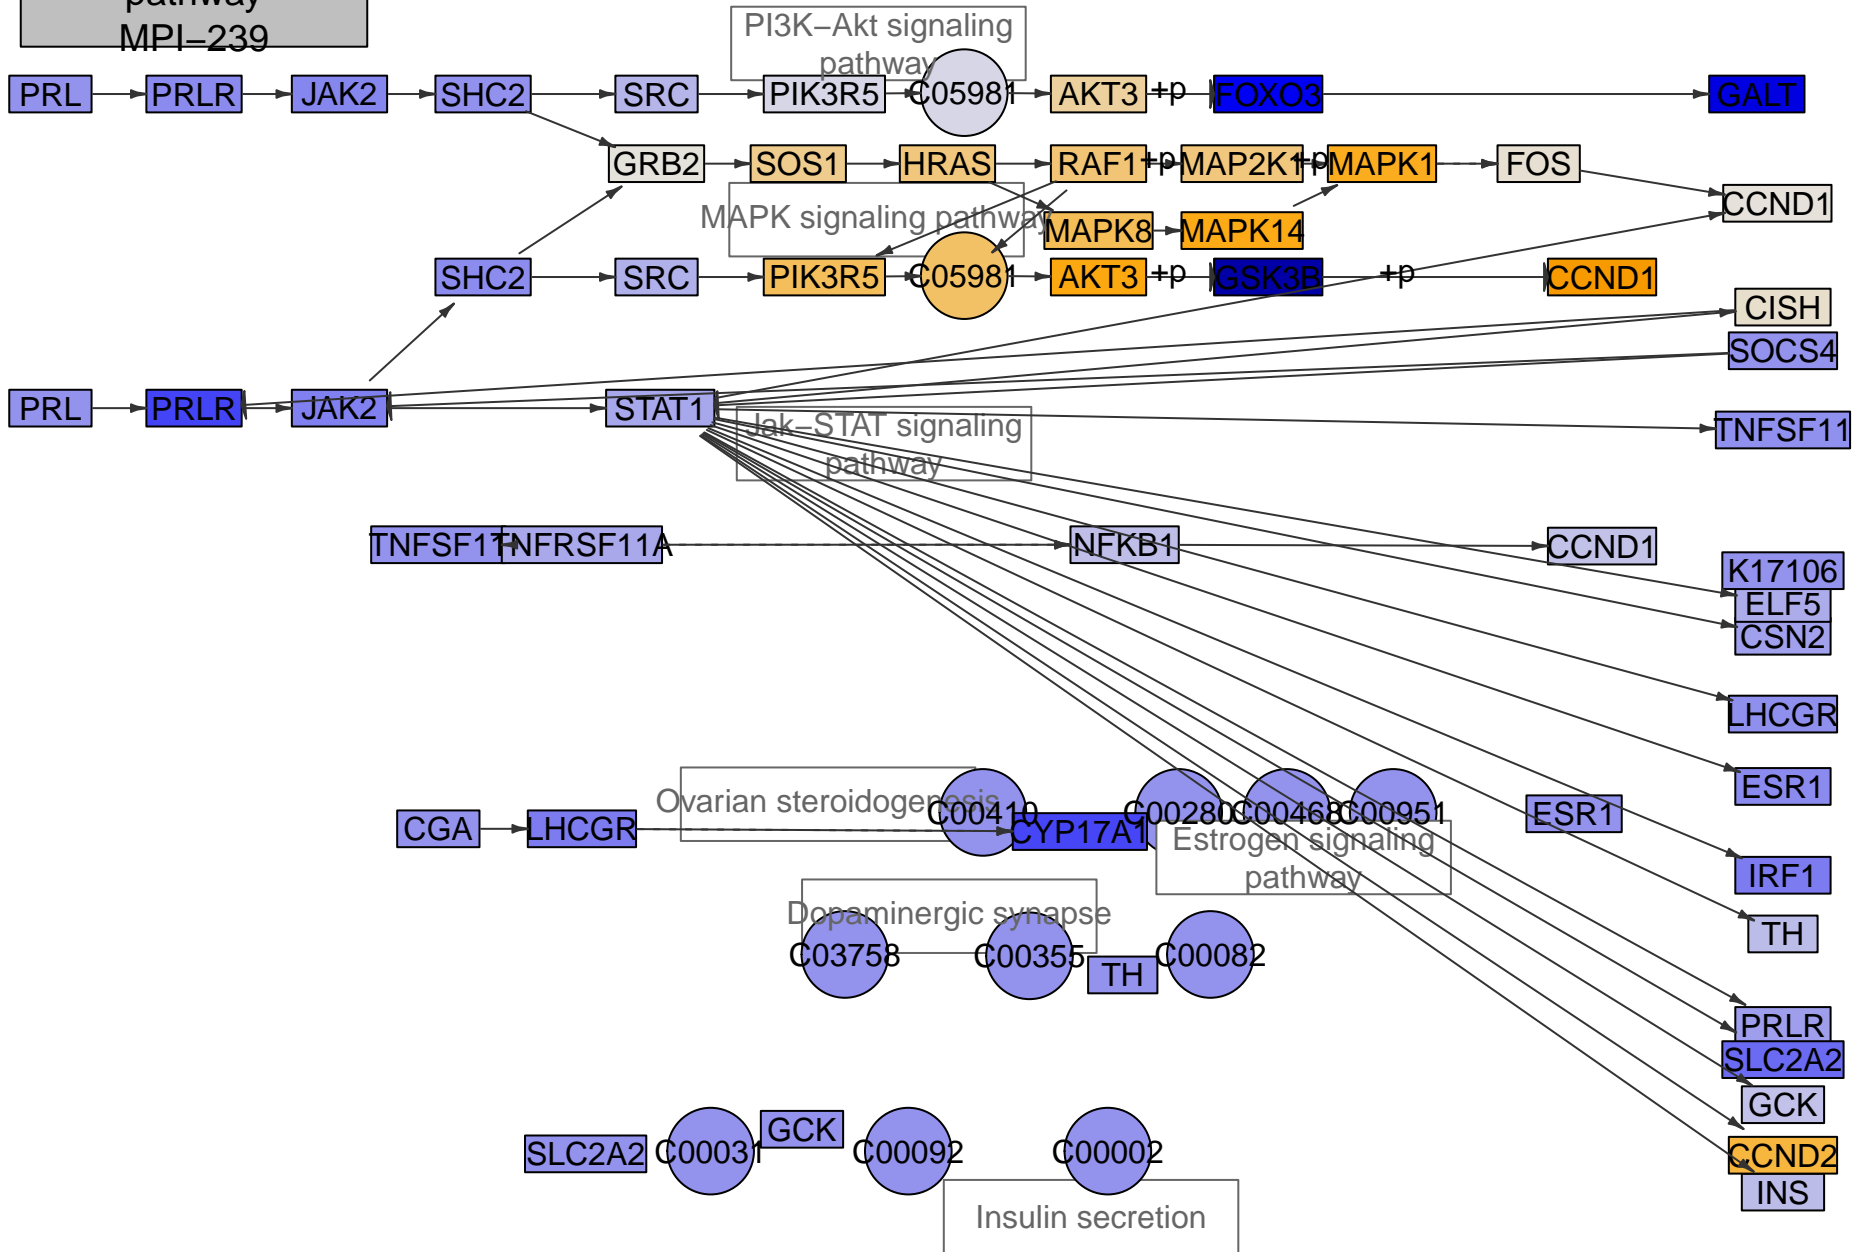 pathway
MPI−239
PI3K−Akt signaling
pathway
PRL
PRLR
JAK2
SHC2
SRC
PIK3R5
C05981
AKT3
+p
FOXO3
GALT
GRB2
SOS1
HRAS
RAF1
+p
MAP2K1
+p
MAPK1
FOS
CCND1
MAPK signaling pathway
MAPK8
MAPK14
SHC2
SRC
PIK3R5
C05981
AKT3
+p
GSK3B
+p
CCND1
CISH
SOCS4
PRL
PRLR
JAK2
STAT1
Jak−STAT signaling
pathway
TNFSF11
TNFSF11
TNFRSF11A
NFKB1
CCND1
K17106
ELF5
CSN2
LHCGR
ESR1
Ovarian steroidogenesis
C00410
C00280
C00468
C00951
ESR1
CGA
LHCGR
CYP17A1
Estrogen signaling
pathway
IRF1
Dopaminergic synapse
TH
C03758
C00355
TH
C00082
PRLR
SLC2A2
GCK
SLC2A2
C00031
GCK
C00092
C00002
CCND2
INS
Insulin secretion